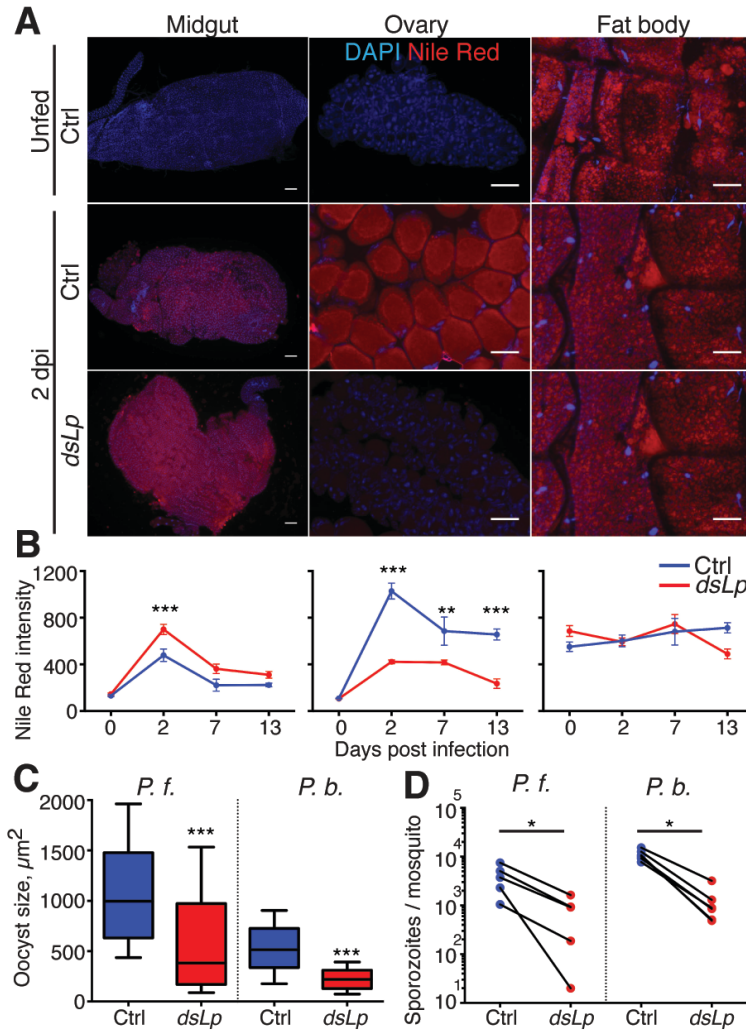 A
Midgut Ovary Fat body
DAPI Nile Red
Unfed
Ctrl
2 dpi
Ctrl
dsLp
B
Nile Red intensity
1200
800
400
0
*** *** ** ***
Ctrl
dsLp
0 2 7 13 0 2 7 13 0 2 7 13
Days post infection
C
P. f. P. b.
Oocyst size, µm²
2000
1500
1000
500
0
***
***
Ctrl dsLp Ctrl dsLp
D
P. f. P. b.
Sporozoites / mosquito
10⁵
10⁴
10³
10²
10¹
* *
Ctrl dsLp Ctrl dsLp